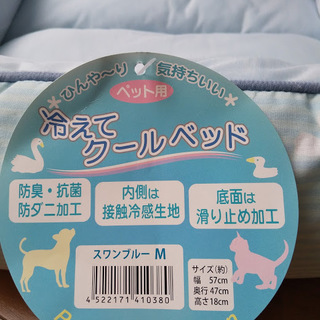 ひんや〜り
気持ちいい
ペット用
冷えて
クールベッド
防臭・抗菌
防ダニ加工
内側は
接触冷感生地
底面は
滑り止め加工
スワンブルー M
サイズ(約)
幅 57cm
奥行 47cm
高さ18cm
4522171410380